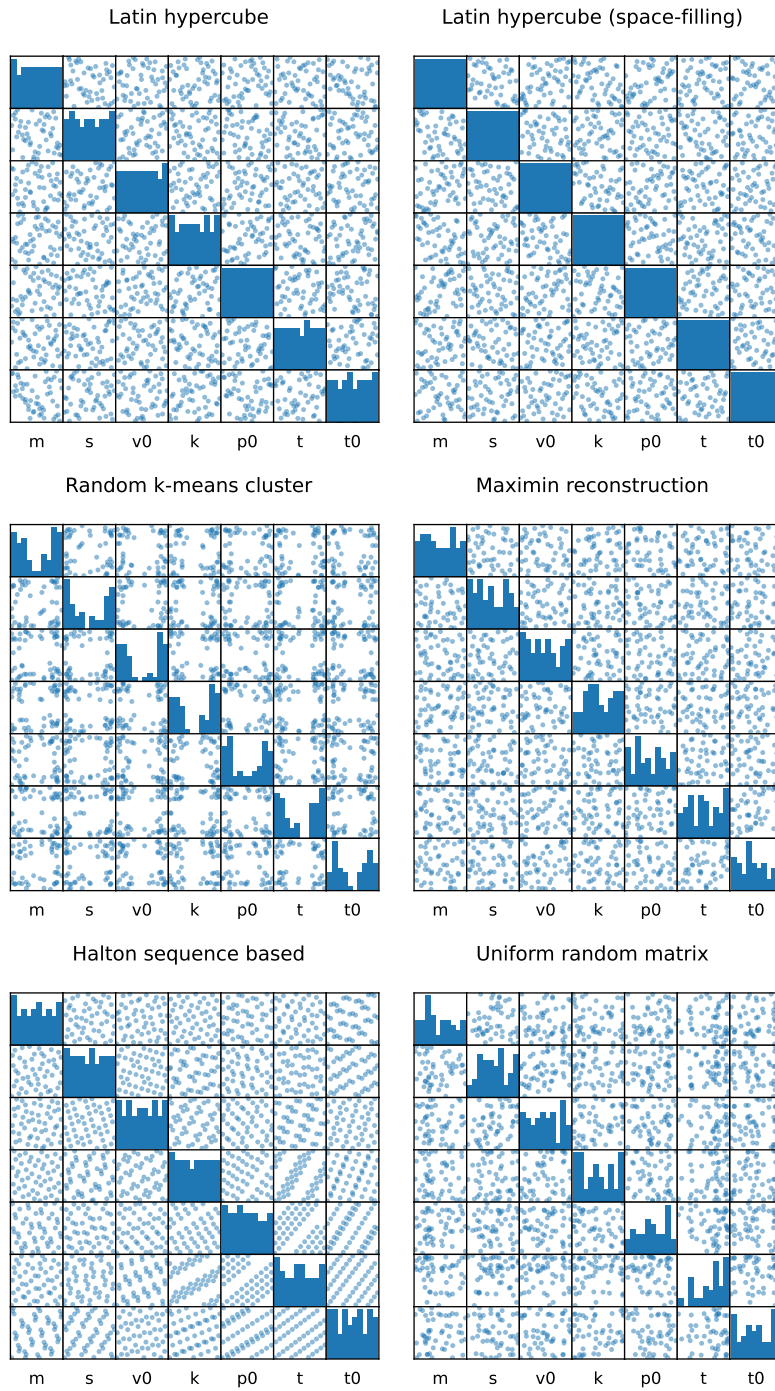 Latin hypercube
Latin hypercube (space-filling)
m s v0 k p0 t t0
m s v0 k p0 t t0
Random k-means cluster
Maximin reconstruction
m s v0 k p0 t t0
m s v0 k p0 t t0
Halton sequence based
Uniform random matrix
m s v0 k p0 t t0
m s v0 k p0 t t0